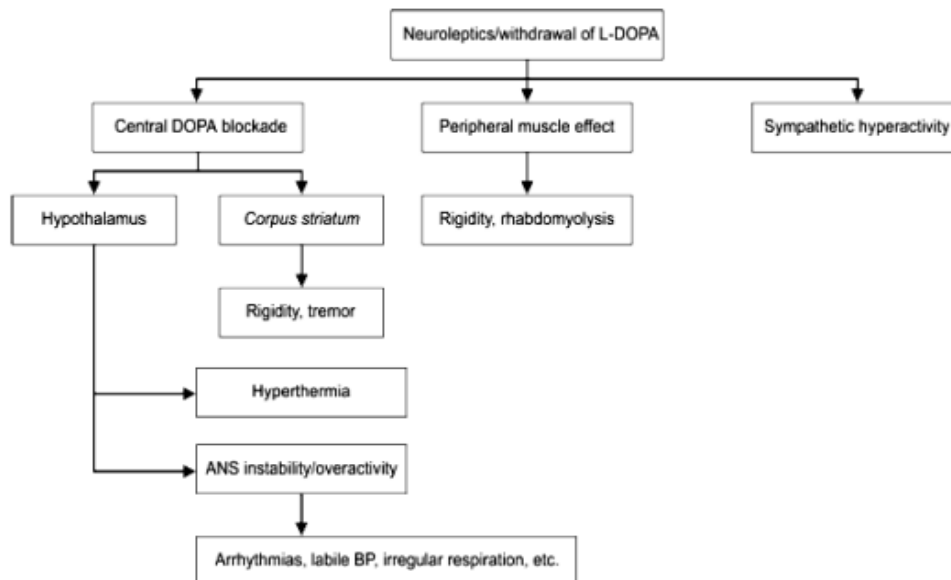 Neuroleptics/withdrawal of L-DOPA
Central DOPA blockade
Peripheral muscle effect
Sympathetic hyperactivity
Hypothalamus
Corpus striatum
Rigidity, rhabdomyolysis
Rigidity, tremor
Hyperthermia
ANS instability/overactivity
Arrhythmias, labile BP, irregular respiration, etc.